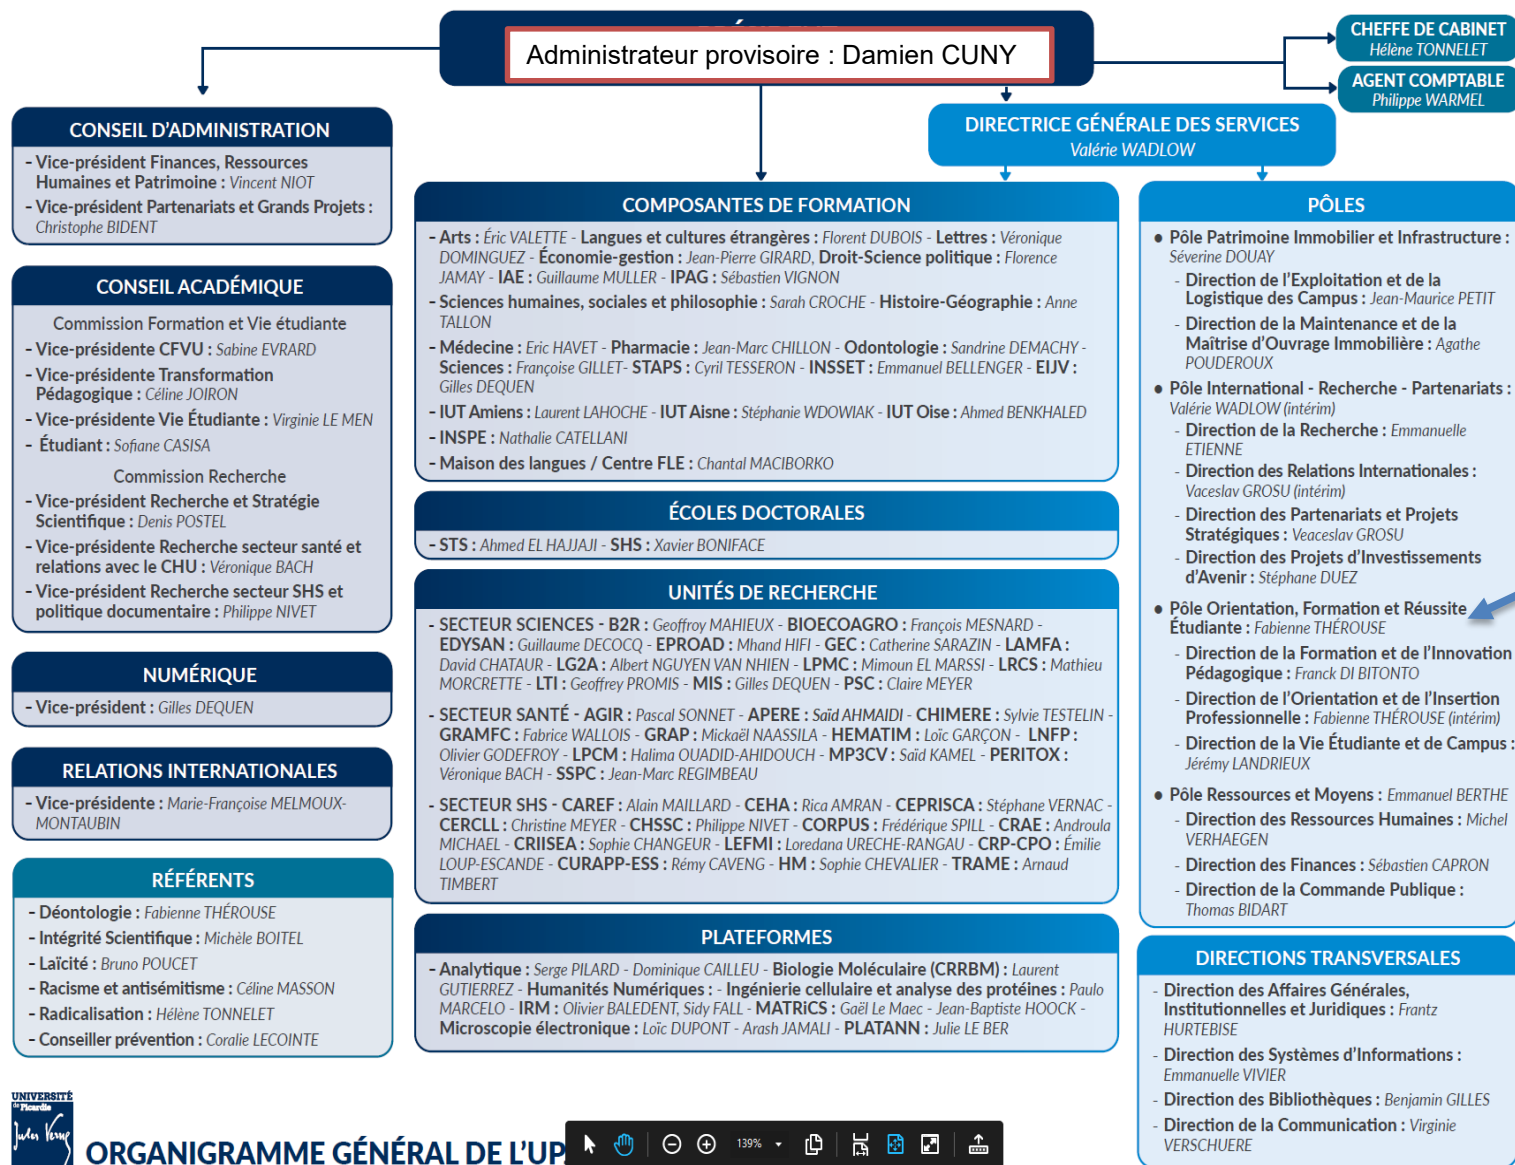 Administrateur provisoire : Damien CUNY
CHEFFE DE CABINET
Hélène TONNELET
AGENT COMPTABLE
Philippe WARMEL
DIRECTRICE GÉNÉRALE DES SERVICES
Valérie WADLOW
CONSEIL D'ADMINISTRATION
- Vice-président Finances, Ressources
Humaines et Patrimoine : Vincent NIOT
- Vice-président Partenariats et Grands Projets :
Christophe BIDENT
CONSEIL ACADÉMIQUE
Commission Formation et Vie étudiante
- Vice-présidente CFVU : Sabine EVRARD
- Vice-présidente Transformation
Pédagogique : Céline JOIRON
- Vice-présidente Vie Étudiante : Virginie LE MEN
- Étudiant : Sofiane CASISA
Commission Recherche
- Vice-président Recherche et Stratégie
Scientifique : Denis POSTEL
- Vice-présidente Recherche secteur santé et
relations avec le CHU : Véronique BACH
- Vice-président Recherche secteur SHS et
politique documentaire : Philippe NIVET
NUMÉRIQUE
- Vice-président : Gilles DEQUEN
RELATIONS INTERNATIONALES
- Vice-présidente : Marie-Françoise MELMOUX-
MONTAUBIN
RÉFÉRENTS
- Déontologie : Fabienne THÉROUSE
- Intégrité Scientifique : Michèle BOITEL
- Laïcité : Bruno POUCET
- Racisme et antisémitisme : Céline MASSON
- Radicalisation : Hélène TONNELET
- Conseiller prévention : Coralie LECOINTE
COMPOSANTES DE FORMATION
- Arts : Éric VALETTE - Langues et cultures étrangères : Florent DUBOIS - Lettres : Véronique
DOMINGUEZ - Économie-gestion : Jean-Pierre GIRARD, Droit-Science politique : Florence
JAMAY - IAE : Guillaume MULLER - IPAG : Sébastien VIGNON
- Sciences humaines, sociales et philosophie : Sarah CROCHE - Histoire-Géographie : Anne
TALLON
- Médecine : Eric HAVET - Pharmacie : Jean-Marc CHILLON - Odontologie : Sandrine DEMACHY -
Sciences : Françoise GILLET- STAPS : Cyril TESSERON - INSSET : Emmanuel BELLENGER - EIJV :
Gilles DEQUEN
- IUT Amiens : Laurent LAHOCHE - IUT Aisne : Stéphanie WDOWIAK - IUT Oise : Ahmed BENKHALED
- INSPE : Nathalie CATELLANI
- Maison des langues / Centre FLE : Chantal MACIBORKO
ÉCOLES DOCTORALES
- STS : Ahmed EL HAJJAJI - SHS : Xavier BONIFACE
UNITÉS DE RECHERCHE
- SECTEUR SCIENCES - B2R : Geoffroy MAHIEUX - BIOECOAGRO : François MESNARD -
EDYSAN : Guillaume DECOCQ - EPROAD : Mhand HIFI - GEC : Catherine SARAZIN - LAMFA :
David CHATAUR - LG2A : Albert NGUYEN VAN NHIEN - LPMC : Mimoun EL MARSSI - LRCS : Mathieu
MORCRETTE - LTI : Geoffrey PROMIS - MIS : Gilles DEQUEN - PSC : Claire MEYER
- SECTEUR SANTÉ - AGIR : Pascal SONNET - APERE : Saïd AHMAIDI - CHIMERE : Sylvie TESTELIN -
GRAMFC : Fabrice WALLOIS - GRAP : Mickaël NAASSILA - HEMATIM : Loïc GARÇON - LNFP :
Olivier GODEFROY - LPCM : Halima OUADID-AHIDOUCH - MP3CV : Saïd KAMEL - PERITOX :
Véronique BACH - SSPC : Jean-Marc REGIMBEAU
- SECTEUR SHS - CAREF : Alain MAILLARD - CEHA : Rica AMRAN - CEPRISCA : Stéphane VERNAC -
CERCLL : Christine MEYER - CHSSC : Philippe NIVET - CORPUS : Frédérique SPILL - CRAE : Androula
MICHAEL - CRIISEA : Sophie CHANGEUR - LEFMI : Loredana URECHE-RANGAU - CRP-CPO : Émilie
LOUP-ESCANDE - CURAPP-ESS : Rémy CAVENG - HM : Sophie CHEVALIER - TRAME : Arnaud
TIMBERT
PLATEFORMES
- Analytique : Serge PILARD - Dominique CAILLEU - Biologie Moléculaire (CRRBM) : Laurent
GUTIERREZ - Humanités Numériques : - Ingénierie cellulaire et analyse des protéines : Paulo
MARCELO - IRM : Olivier BALEDENT, Sidy FALL - MATRiCS : Gaël Le Maec - Jean-Baptiste HOOCK -
Microscopie électronique : Loïc DUPONT - Arash JAMALI - PLATANN : Julie LE BER
PÔLES
● Pôle Patrimoine Immobilier et Infrastructure :
Séverine DOUAY
- Direction de l'Exploitation et de la
Logistique des Campus : Jean-Maurice PETIT
- Direction de la Maintenance et de la
Maîtrise d'Ouvrage Immobilière : Agathe
POUDEROUX
● Pôle International - Recherche - Partenariats :
Valérie WADLOW (intérim)
- Direction de la Recherche : Emmanuelle
ETIENNE
- Direction des Relations Internationales :
Vaceslav GROSU (intérim)
- Direction des Partenariats et Projets
Stratégiques : Veaceslav GROSU
- Direction des Projets d'Investissements
d'Avenir : Stéphane DUEZ
● Pôle Orientation, Formation et Réussite
Étudiante : Fabienne THÉROUSE
- Direction de la Formation et de l'Innovation
Pédagogique : Franck DI BITONTO
- Direction de l'Orientation et de l'Insertion
Professionnelle : Fabienne THÉROUSE (intérim)
- Direction de la Vie Étudiante et de Campus :
Jérémy LANDRIEUX
● Pôle Ressources et Moyens : Emmanuel BERTHE
- Direction des Ressources Humaines : Michel
VERHAEGEN
- Direction des Finances : Sébastien CAPRON
- Direction de la Commande Publique :
Thomas BIDART
DIRECTIONS TRANSVERSALES
- Direction des Affaires Générales,
Institutionnelles et Juridiques : Frantz
HURTEBISE
- Direction des Systèmes d'Informations :
Emmanuelle VIVIER
- Direction des Bibliothèques : Benjamin GILLES
- Direction de la Communication : Virginie
VERSCHUERE
UNIVERSITÉ
de Picardie
Jules Verne
ORGANIGRAMME GÉNÉRAL DE L'UP
139%